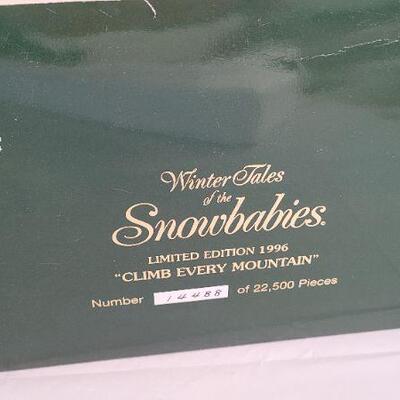 Winter Tales
of the
Snowbabies®
LIMITED EDITION 1996
"CLIMB EVERY MOUNTAIN"
Number 14488 of 22,500 Pieces